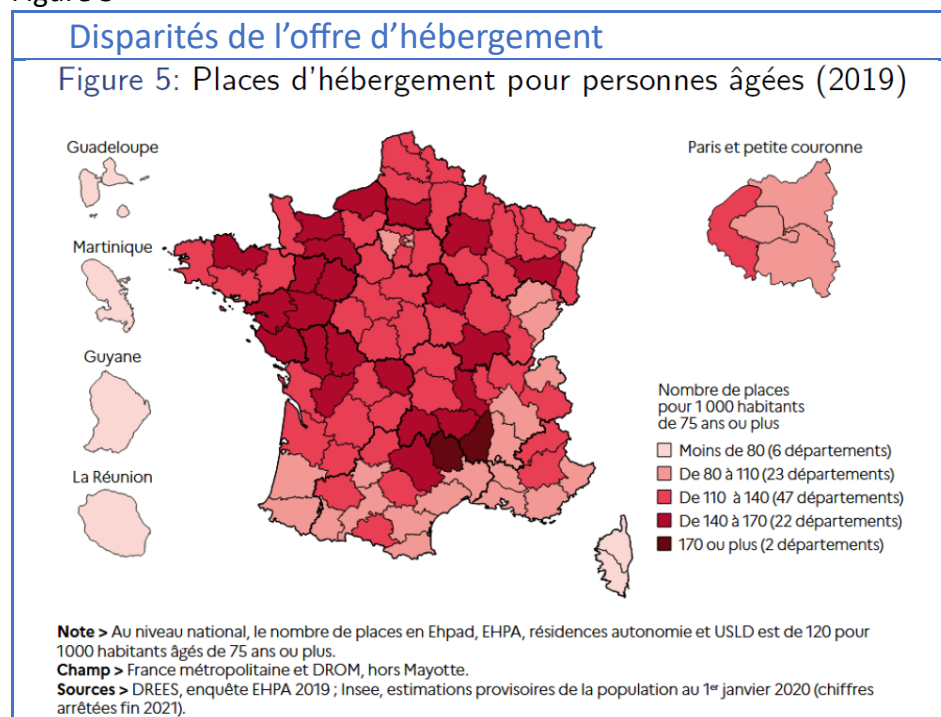 Disparités de l'offre d'hébergement
Figure 5: Places d'hébergement pour personnes âgées (2019)
Guadeloupe
Paris et petite couronne
Martinique
Guyane
La Réunion
Nombre de places
pour 1 000 habitants
de 75 ans ou plus
Moins de 80 (6 départements)
De 80 à 110 (23 départements)
De 110 à 140 (47 départements)
De 140 à 170 (22 départements)
170 ou plus (2 départements)
Note > Au niveau national, le nombre de places en Ehpad, EHPA, résidences autonomie et USLD est de 120 pour
1000 habitants âgés de 75 ans ou plus.
Champ > France métropolitaine et DROM, hors Mayotte.
Sources > DREES, enquête EHPA 2019 ; Insee, estimations provisoires de la population au 1er janvier 2020 (chiffres
arrêtées fin 2021).